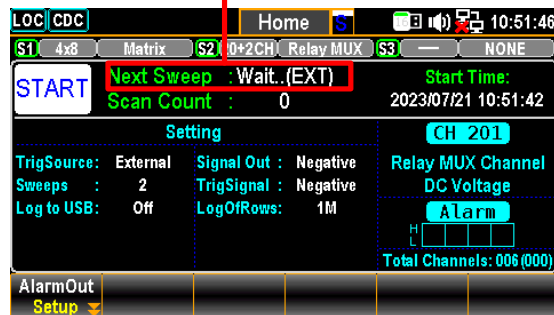 LOC CDC Home S 10:51:46
S1 4x8 Matrix S2 20+2CH Relay MUX S3 — NONE
START Next Sweep : Wait..(EXT) Start Time:
Scan Count : 0 2023/07/21 10:51:42
Setting CH 201
TrigSource: External Signal Out : Negative Relay MUX Channel
Sweeps : 2 TrigSignal : Negative DC Voltage
Log to USB: Off LogOfRows: 1M Alarm
H
L
Total Channels: 006(000)
AlarmOut
Setup